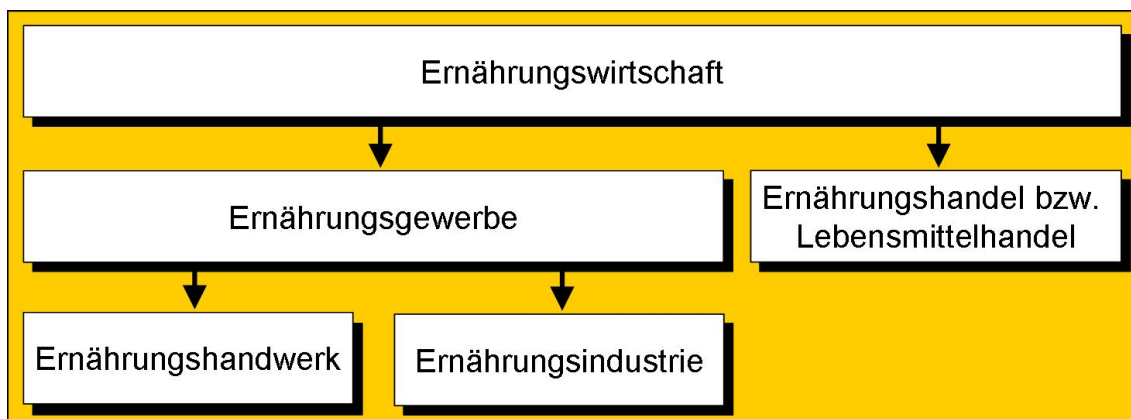 Ernährungswirtschaft
Ernährungsgewerbe
Ernährungshandel bzw.
Lebensmittelhandel
Ernährungshandwerk
Ernährungsindustrie